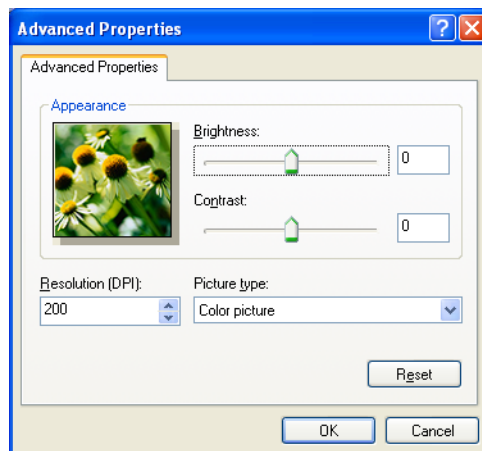 Advanced Properties
Advanced Properties
Appearance
Brightness:
0
Contrast:
0
Resolution (DPI):
Picture type:
200
Color picture
Reset
OK
Cancel